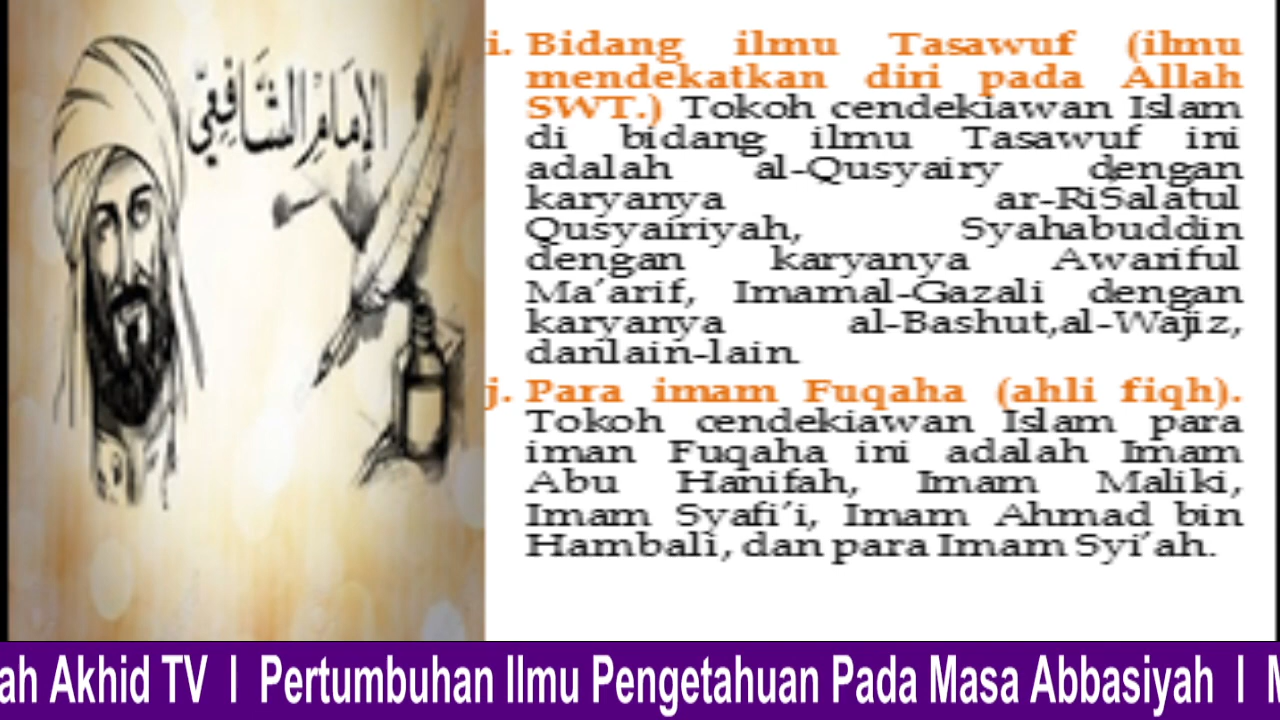 الإمام الشافعي
i. Bidang ilmu Tasawuf (ilmu
mendekatkan diri pada Allah
SWT.) Tokoh cendekiawan Islam
di bidang ilmu Tasawuf ini
adalah al-Qusyairy dengan
karyanya ar-RiSalatul
Qusyairiyah, Syahabuddin
dengan karyanya Awariful
Ma'arif, Imamal-Gazali dengan
karyanya al-Bashut,al-Wajiz,
danlain-lain.
j. Para imam Fuqaha (ahli fiqh).
Tokoh cendekiawan Islam para
iman Fuqaha ini adalah Imam
Abu Hanifah, Imam Maliki,
Imam Syafi'i, Imam Ahmad bin
Hambali, dan para Imam Syi'ah.
ah Akhid TV l Pertumbuhan Ilmu Pengetahuan Pada Masa Abbasiyah l M